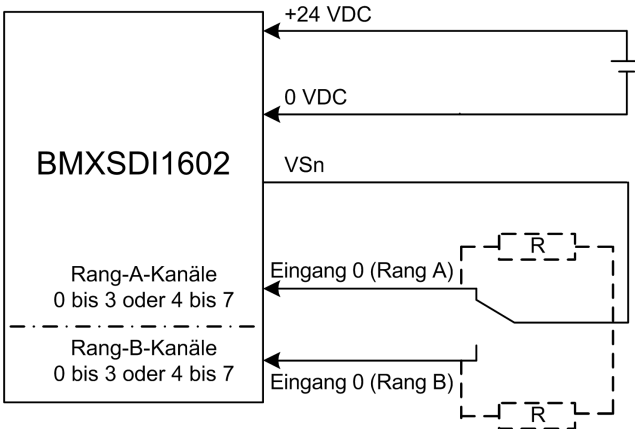 +24 VDC
0 VDC
BMXSDI1602
VSn
R
Rang-A-Kanäle
0 bis 3 oder 4 bis 7
Eingang 0 (Rang A)
Rang-B-Kanäle
0 bis 3 oder 4 bis 7
Eingang 0 (Rang B)
R